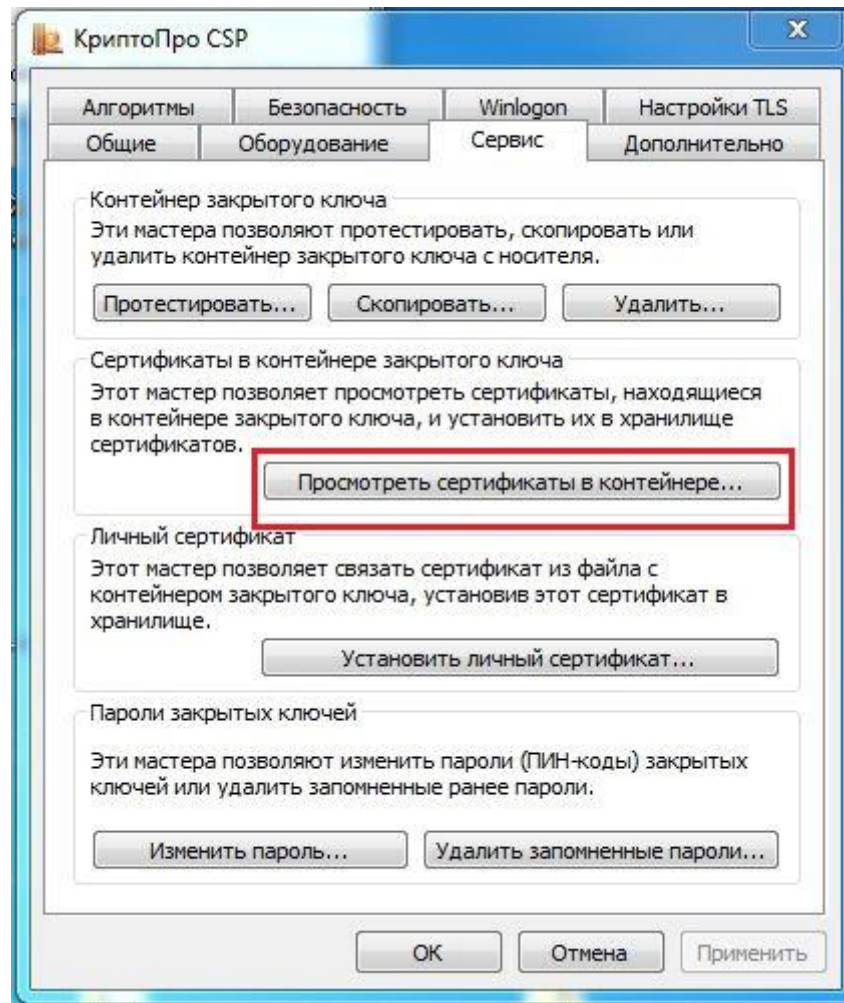 КриптоПро CSP
Алгоритмы Безопасность Winlogon Настройки TLS
Общие Оборудование Сервис Дополнительно
Контейнер закрытого ключа
Эти мастера позволяют протестировать, скопировать или
удалить контейнер закрытого ключа с носителя.
Протестировать... Скопировать... Удалить...
Сертификаты в контейнере закрытого ключа
Этот мастер позволяет просмотреть сертификаты, находящиеся
в контейнере закрытого ключа, и установить их в хранилище
сертификатов.
Просмотреть сертификаты в контейнере...
Личный сертификат
Этот мастер позволяет связать сертификат из файла с
контейнером закрытого ключа, установив этот сертификат в
хранилище.
Установить личный сертификат...
Пароли закрытых ключей
Эти мастера позволяют изменить пароли (ПИН-коды) закрытых
ключей или удалить запомненные ранее пароли.
Изменить пароль... Удалить запомненные пароли...
ОК Отмена Применить